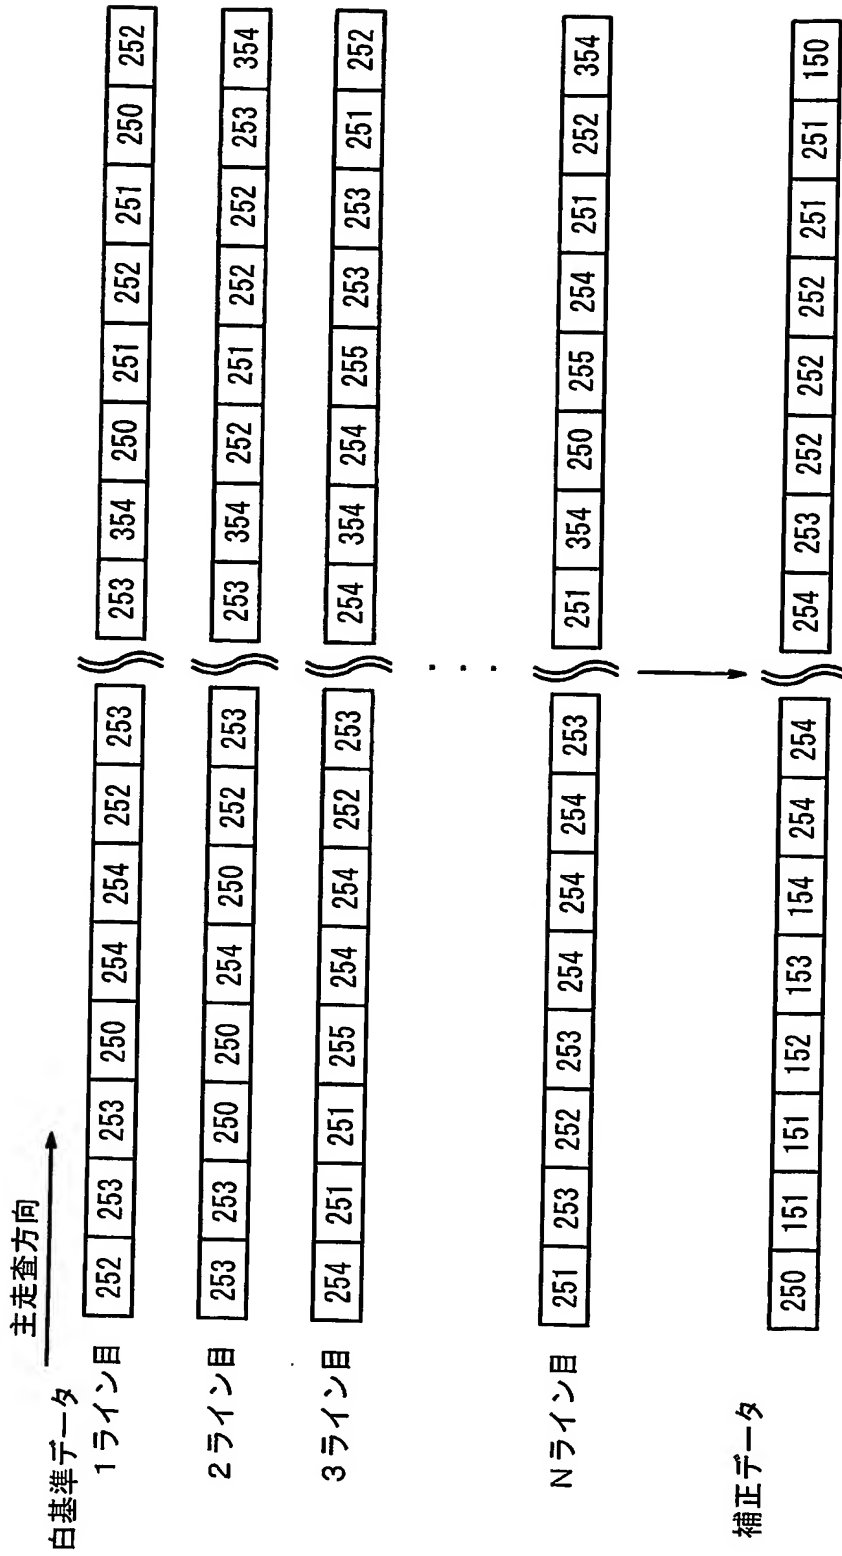 主走査方向
白基準データ
1ライン目 252 253 253 250 254 254 252 253 253 354 250 251 252 251 250 252
2ライン目 253 253 250 250 254 250 252 253 253 354 252 251 252 252 253 354
3ライン目 254 251 251 255 254 254 252 253 254 354 254 255 253 253 251 252
· · ·
Nライン目 251 253 252 253 254 254 254 253 251 354 250 255 254 251 252 354
補正データ
250 151 151 152 153 154 254 254 254 253 252 252 252 251 251 150